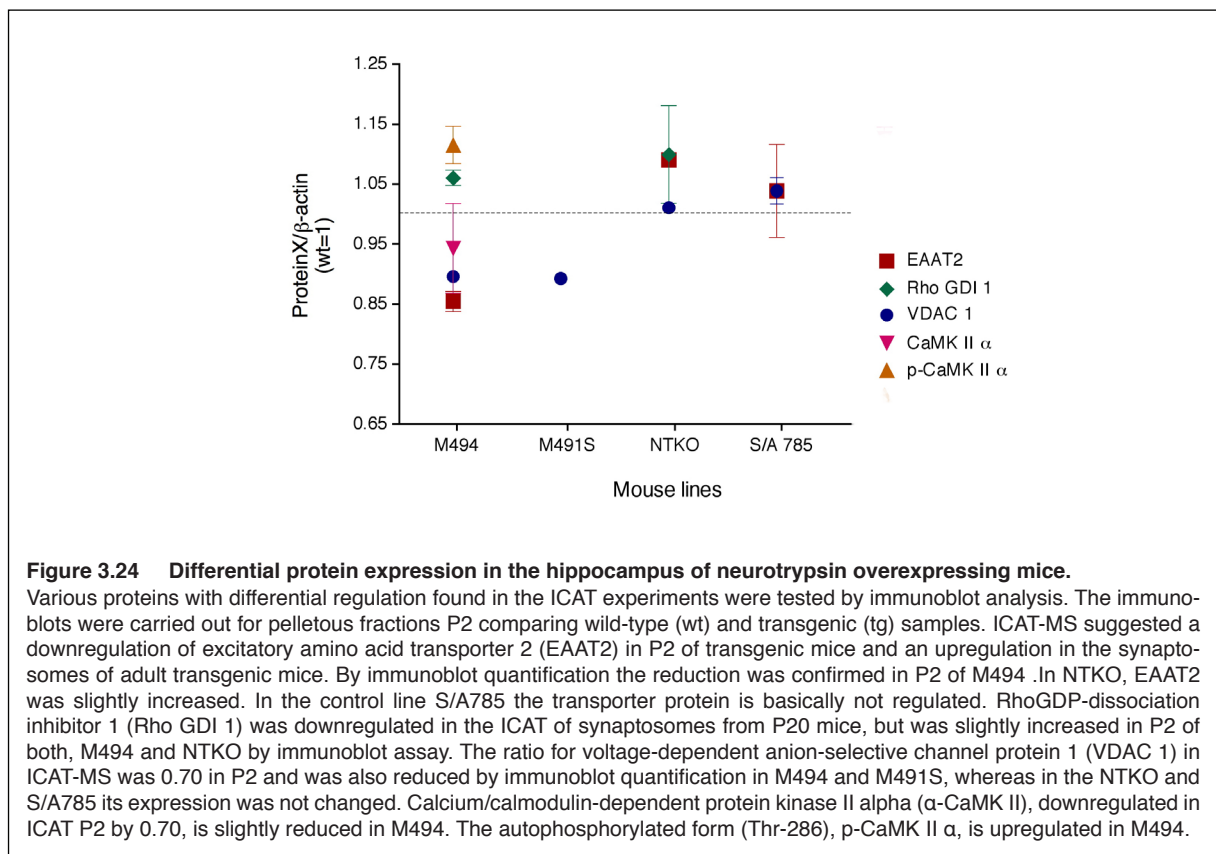 1.25
1.15
1.05
0.95
0.85
0.75
0.65
ProteinX/β-actin
(wt=1)
EAAT2
Rho GDI 1
VDAC 1
CaMK II α
p-CaMK II α
M494 M491S NTKO S/A 785
Mouse lines
Figure 3.24 Differential protein expression in the hippocampus of neurotrypsin overexpressing mice.
Various proteins with differential regulation found in the ICAT experiments were tested by immunoblot analysis. The immuno-
blots were carried out for pelletous fractions P2 comparing wild-type (wt) and transgenic (tg) samples. ICAT-MS suggested a
downregulation of excitatory amino acid transporter 2 (EAAT2) in P2 of transgenic mice and an upregulation in the synapto-
somes of adult transgenic mice. By immunoblot quantification the reduction was confirmed in P2 of M494 .In NTKO, EAAT2
was slightly increased. In the control line S/A785 the transporter protein is basically not regulated. RhoGDP-dissociation
inhibitor 1 (Rho GDI 1) was downregulated in the ICAT of synaptosomes from P20 mice, but was slightly increased in P2 of
both, M494 and NTKO by immunoblot assay. The ratio for voltage-dependent anion-selective channel protein 1 (VDAC 1) in
ICAT-MS was 0.70 in P2 and was also reduced by immunoblot quantification in M494 and M491S, whereas in the NTKO and
S/A785 its expression was not changed. Calcium/calmodulin-dependent protein kinase II alpha (α-CaMK II), downregulated in
ICAT P2 by 0.70, is slightly reduced in M494. The autophosphorylated form (Thr-286), p-CaMK II α, is upregulated in M494.